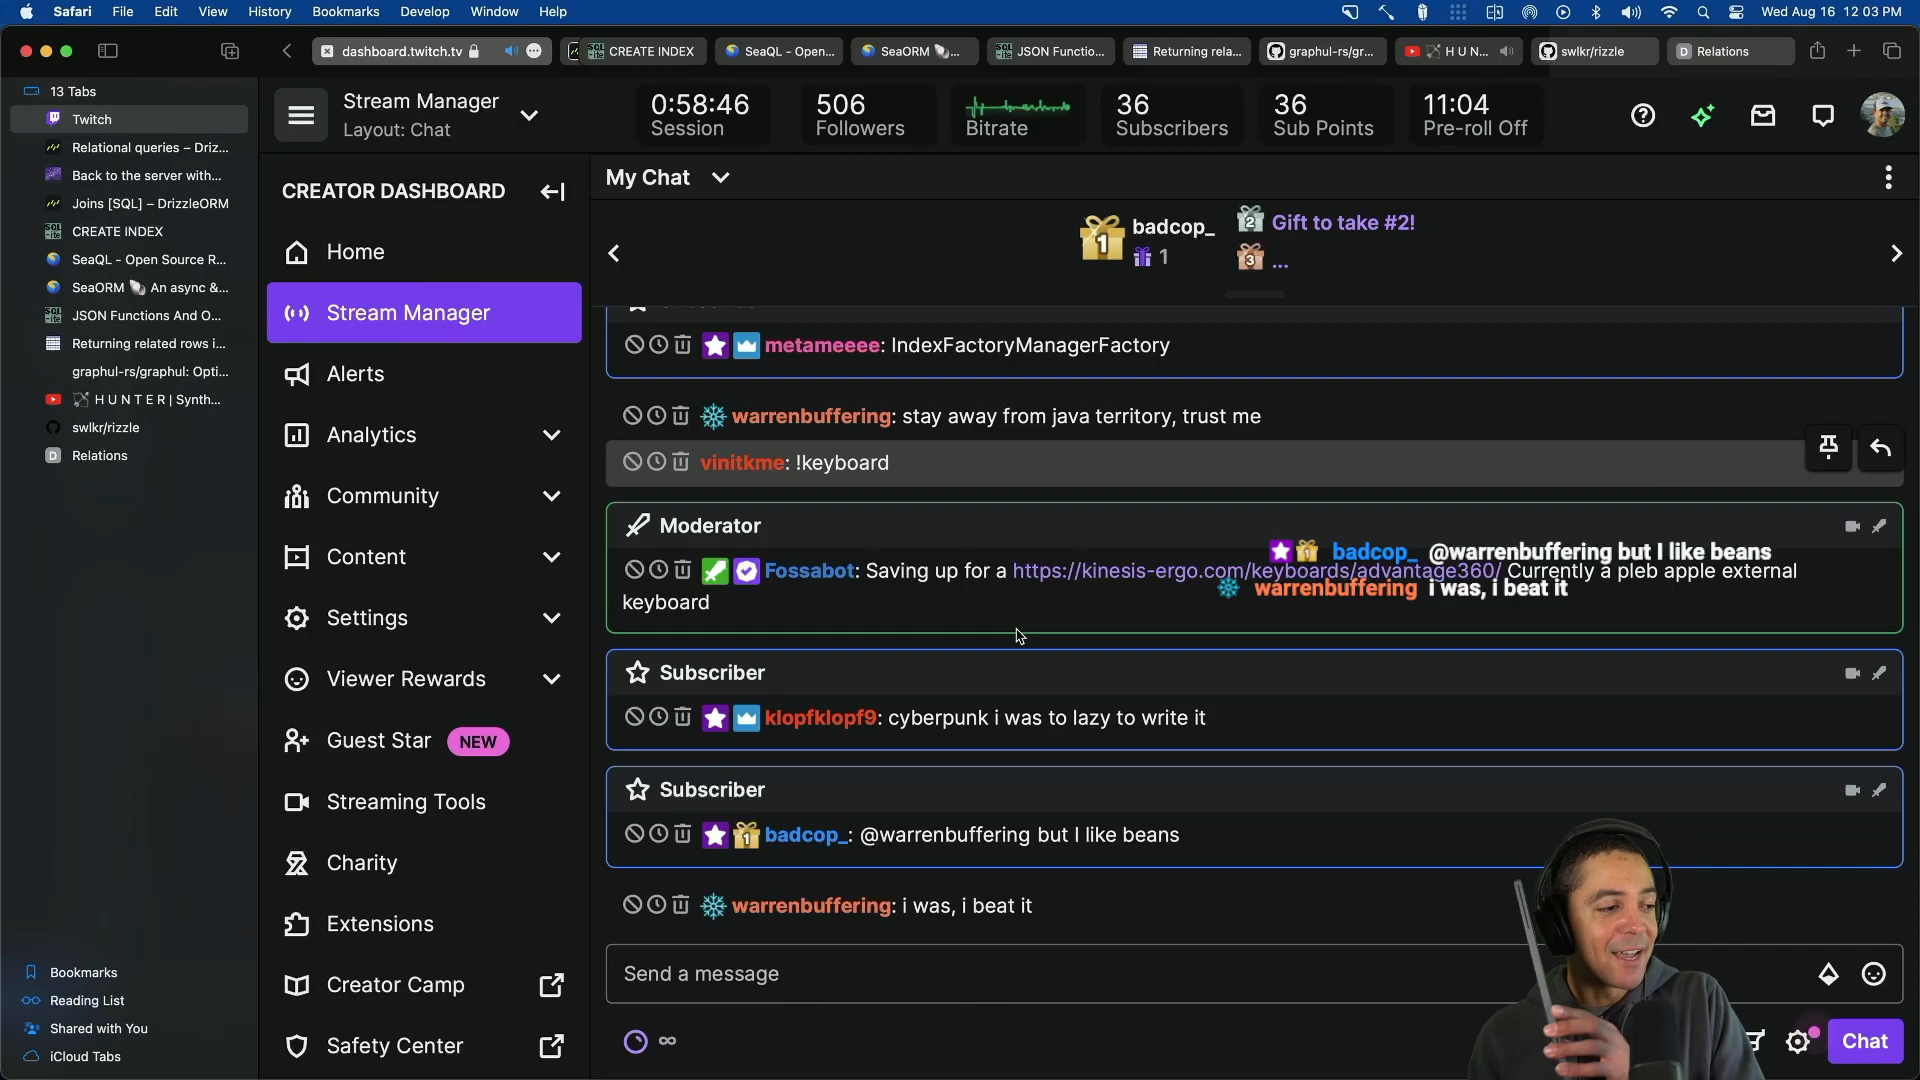 Safari File Edit View History Bookmarks Develop Window Help
Wed Aug 16 12 03 PM
dashboard.twitch.tv
CREATE INDEX
SeaQL - Open...
SeaORM 🐚...
JSON Functio...
Returning rela...
graphul-rs/gr...
H U N...
swlkr/rizzle
Relations
13 Tabs
Twitch
Relational queries – Driz...
Back to the server with...
Joins [SQL] – DrizzleORM
CREATE INDEX
SeaQL - Open Source R...
SeaORM 🐚 An async &...
JSON Functions And O...
Returning related rows i...
graphul-rs/graphul: Opti...
H U N T E R | Synth...
swlkr/rizzle
Relations
Bookmarks
Reading List
Shared with You
iCloud Tabs
Stream Manager
Layout: Chat
0:58:46
Session
506
Followers
Bitrate
36
Subscribers
36
Sub Points
11:04
Pre-roll Off
CREATOR DASHBOARD
Home
Stream Manager
Alerts
Analytics
Community
Content
Settings
Viewer Rewards
Guest Star NEW
Streaming Tools
Charity
Extensions
Creator Camp
Safety Center
My Chat
1 badcop_
1
2 Gift to take #2!
3 ...
metameeee: IndexFactoryManagerFactory
warrenbuffering: stay away from java territory, trust me
vinitkme: !keyboard
Moderator
Fossabot: Saving up for a https://kinesis-ergo.com/keyboards/advantage360/ Currently a pleb apple external
keyboard
badcop_ @warrenbuffering but I like beans
warrenbuffering i was, i beat it
Subscriber
klopfklopf9: cyberpunk i was to lazy to write it
Subscriber
badcop_: @warrenbuffering but I like beans
warrenbuffering: i was, i beat it
Send a message
∞
Chat